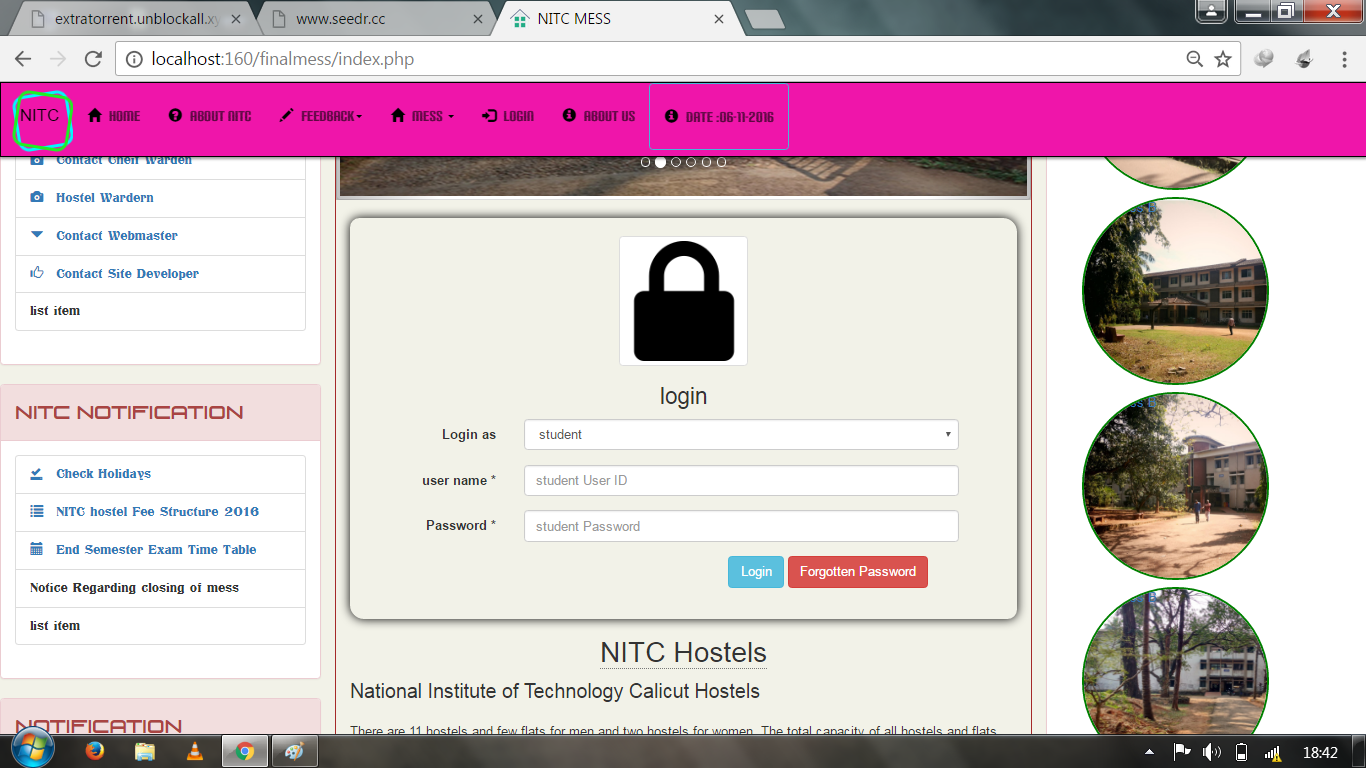 extratorrent.unblockall.xy
www.seedr.cc
NITC MESS
localhost:160/finalmess/index.php
NITC
HOME
ABOUT NITC
FEEDBACK
MESS
LOGIN
ABOUT US
DATE :06-11-2016
Contact Cheif Warden
Hostel Wardern
Contact Webmaster
Contact Site Developer
list item
NITC NOTIFICATION
Check Holidays
NITC hostel Fee Structure 2016
End Semester Exam Time Table
Notice Regarding closing of mess
list item
NOTIFICATION
login
Login as
student
user name *
student User ID
Password *
student Password
Login
Forgotten Password
NITC Hostels
National Institute of Technology Calicut Hostels
There are 11 hostels and few flats for men and two hostels for women. The total capacity of all hostels and flats
18:42